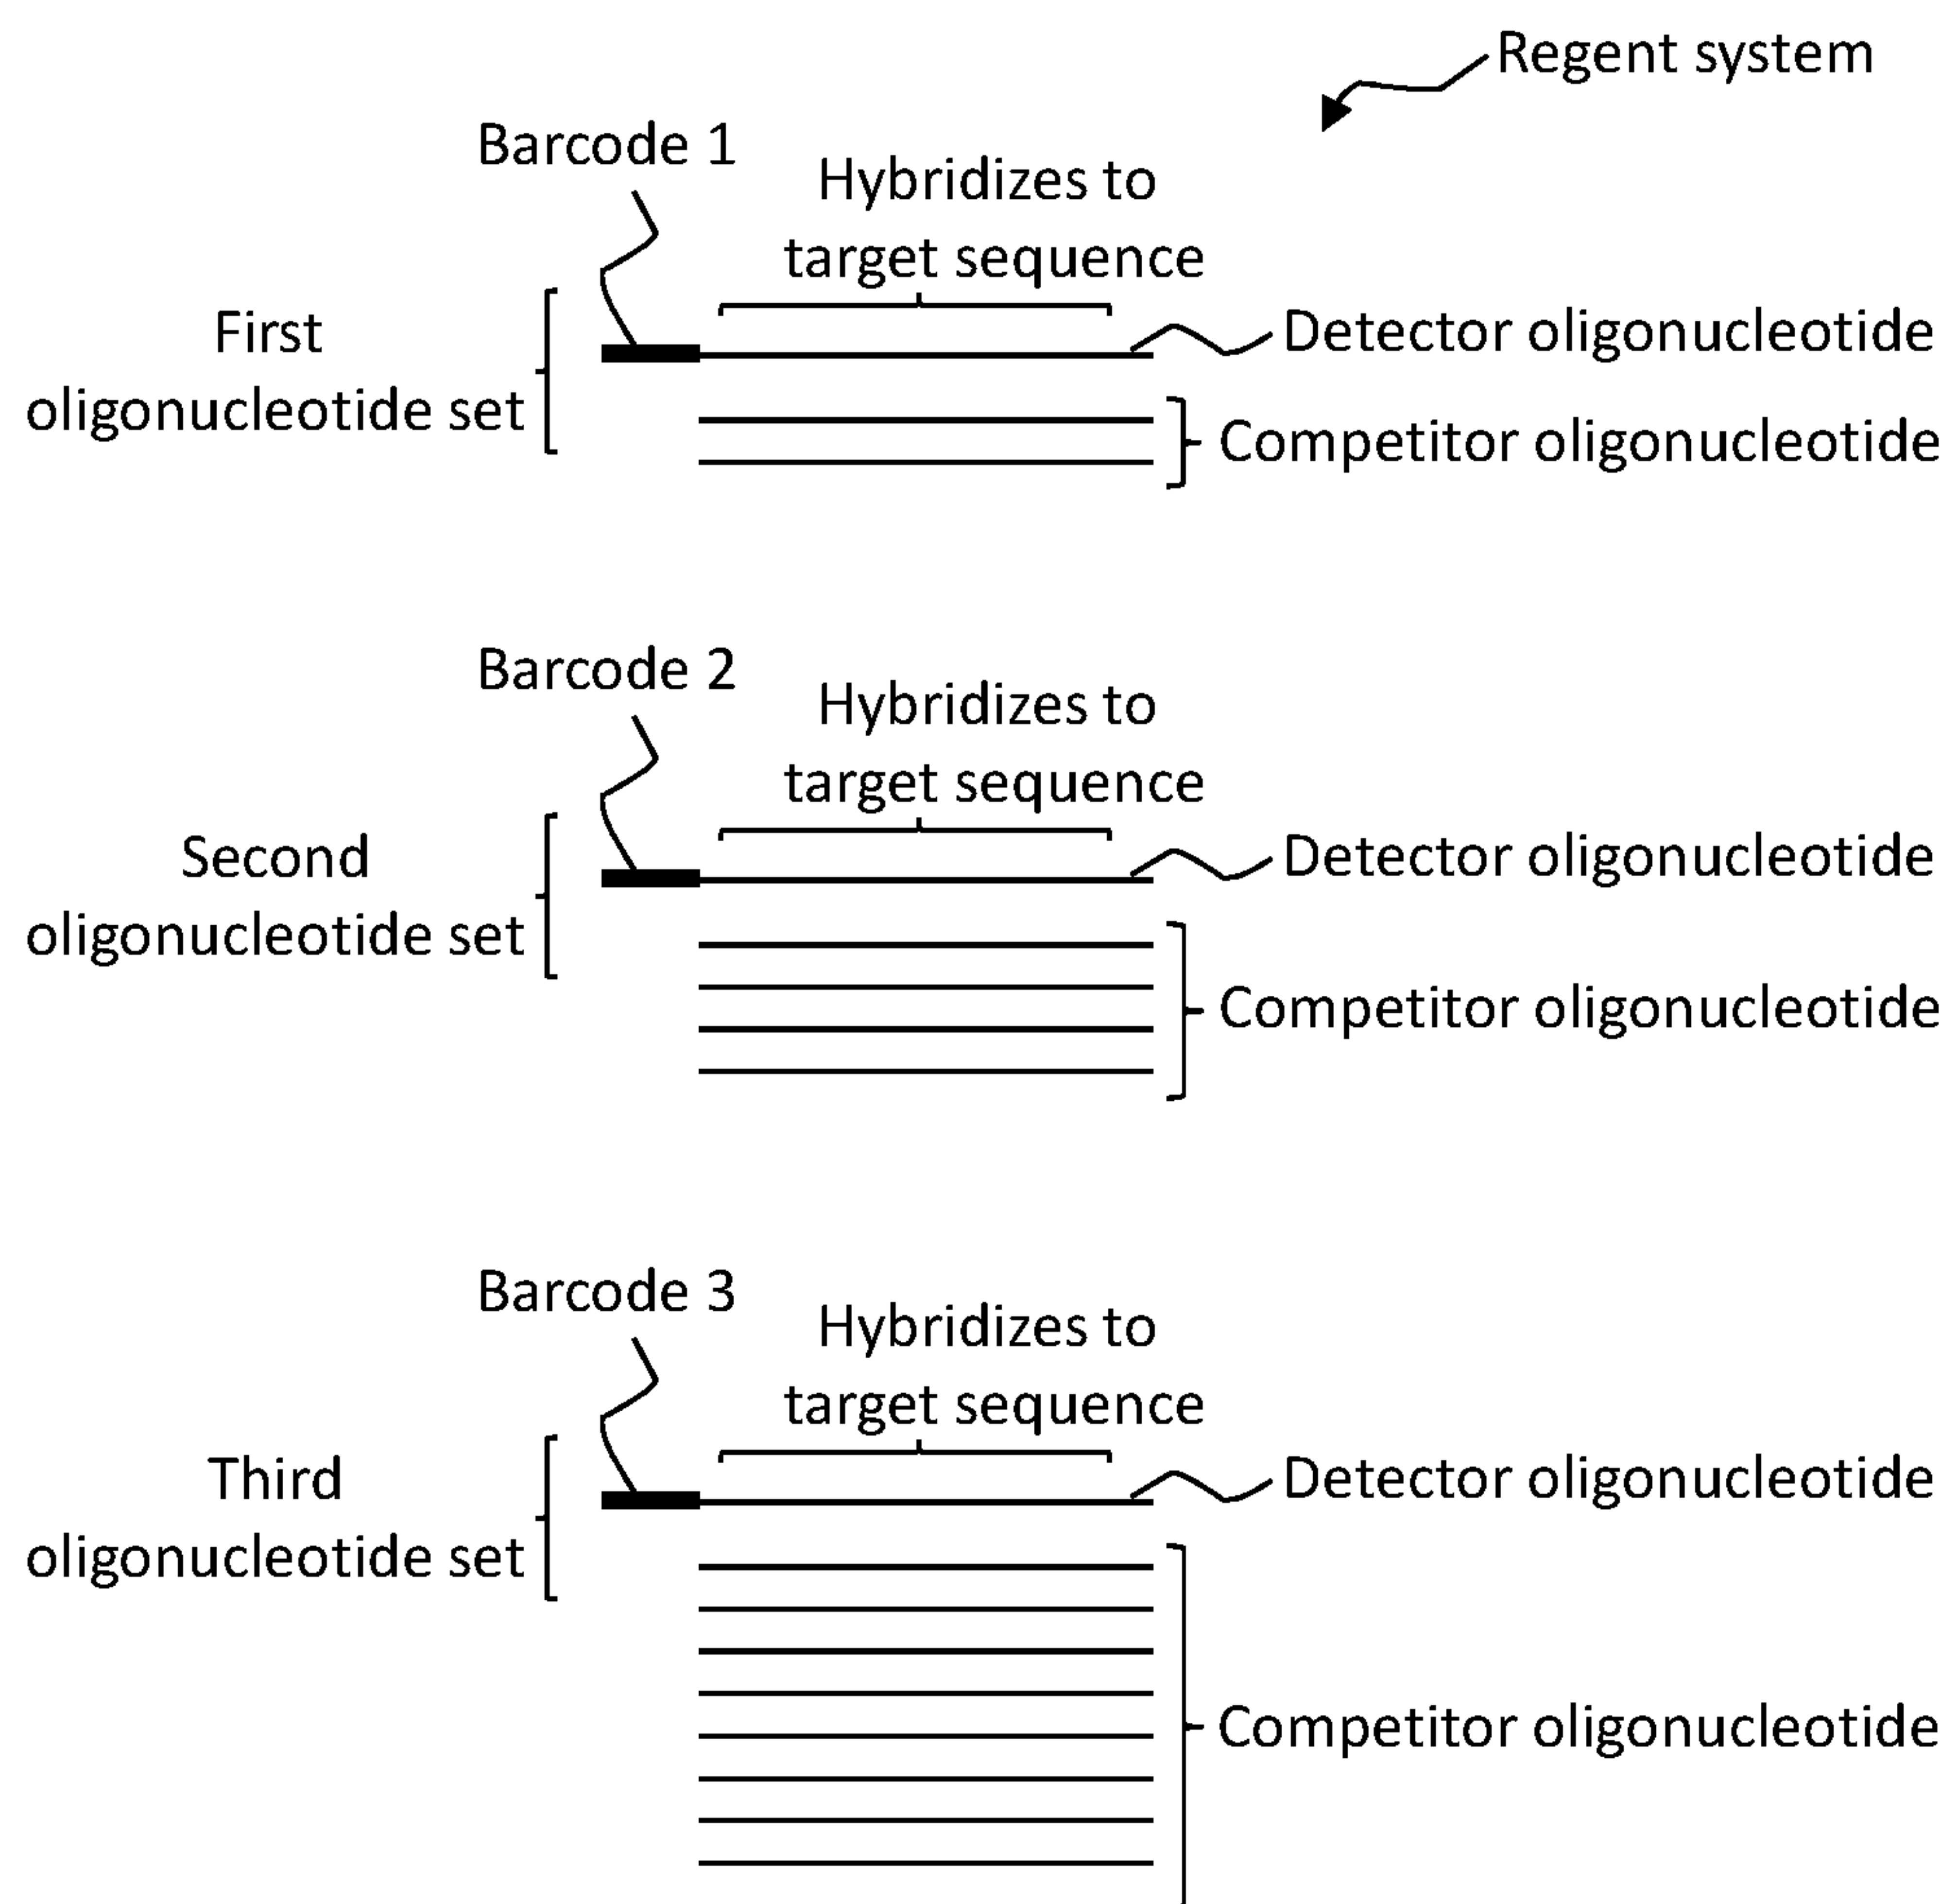 Regent system
Barcode 1
Hybridizes to
target sequence
First
oligonucleotide set
Detector oligonucleotide
Competitor oligonucleotide
Barcode 2
Hybridizes to
target sequence
Second
oligonucleotide set
Detector oligonucleotide
Competitor oligonucleotide
Barcode 3
Hybridizes to
target sequence
Third
oligonucleotide set
Detector oligonucleotide
Competitor oligonucleotide